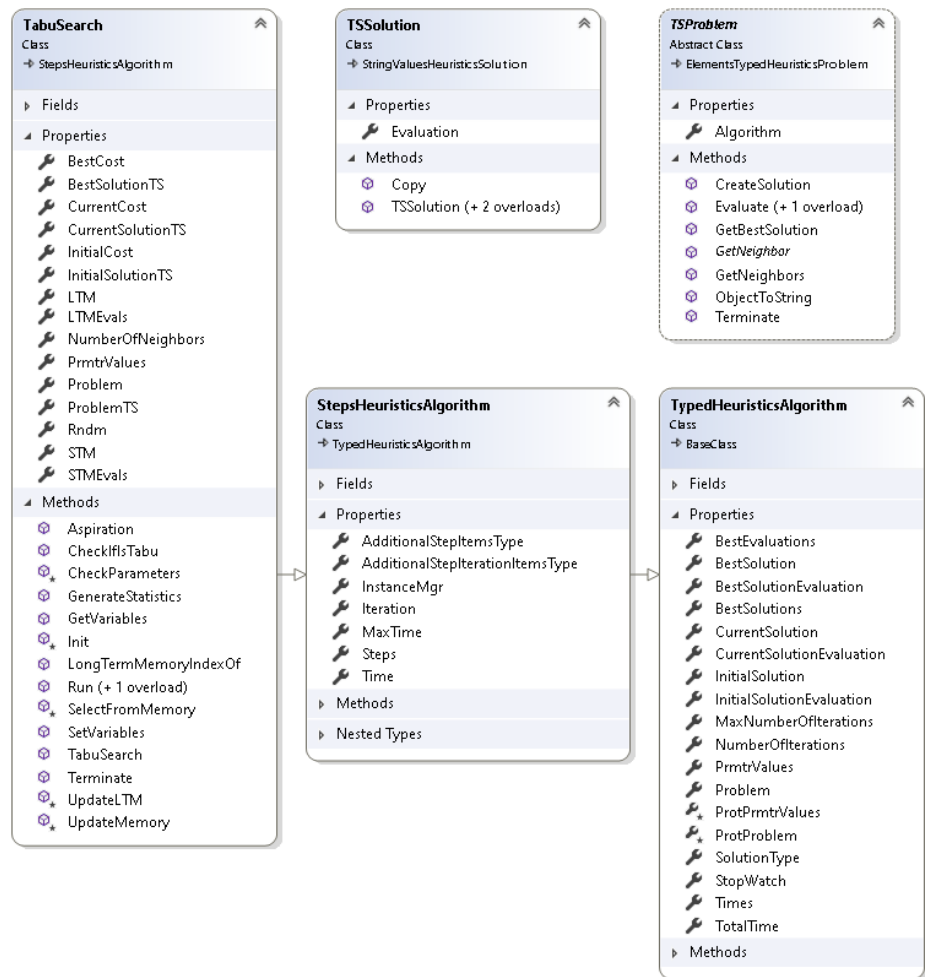 TabuSearch
Class
StepsHeuristicsAlgorithm
Fields
Properties
BestCost
BestSolutionTS
CurrentCost
CurrentSolutionTS
InitialCost
InitialSolutionTS
LTM
LTMEvals
NumberOfNeighbors
PrmtrValues
Problem
ProblemTS
Rndm
STM
STMEvals
Methods
Aspiration
CheckIfIsTabu
CheckParameters
GenerateStatistics
GetVariables
Init
LongTermMemoryIndexOf
Run (+ 1 overload)
SelectFromMemory
SetVariables
TabuSearch
Terminate
UpdateLTM
UpdateMemory
TSSolution
Class
StringValuesHeuristicsSolution
Properties
Evaluation
Methods
Copy
TSSolution (+ 2 overloads)
TSProblem
Abstract Class
ElementsTypedHeuristicsProblem
Properties
Algorithm
Methods
CreateSolution
Evaluate (+ 1 overload)
GetBestSolution
GetNeighbor
GetNeighbors
ObjectToString
Terminate
StepsHeuristicsAlgorithm
Class
TypedHeuristicsAlgorithm
Fields
Properties
AdditionalStepItemsType
AdditionalStepIterationItemsType
InstanceMgr
Iteration
MaxTime
Steps
Time
Methods
Nested Types
TypedHeuristicsAlgorithm
Class
BaseClass
Fields
Properties
BestEvaluations
BestSolution
BestSolutionEvaluation
BestSolutions
CurrentSolution
CurrentSolutionEvaluation
InitialSolution
InitialSolutionEvaluation
MaxNumberOfIterations
NumberOfIterations
PrmtrValues
Problem
ProtPrmtrValues
ProtProblem
SolutionType
StopWatch
Times
TotalTime
Methods